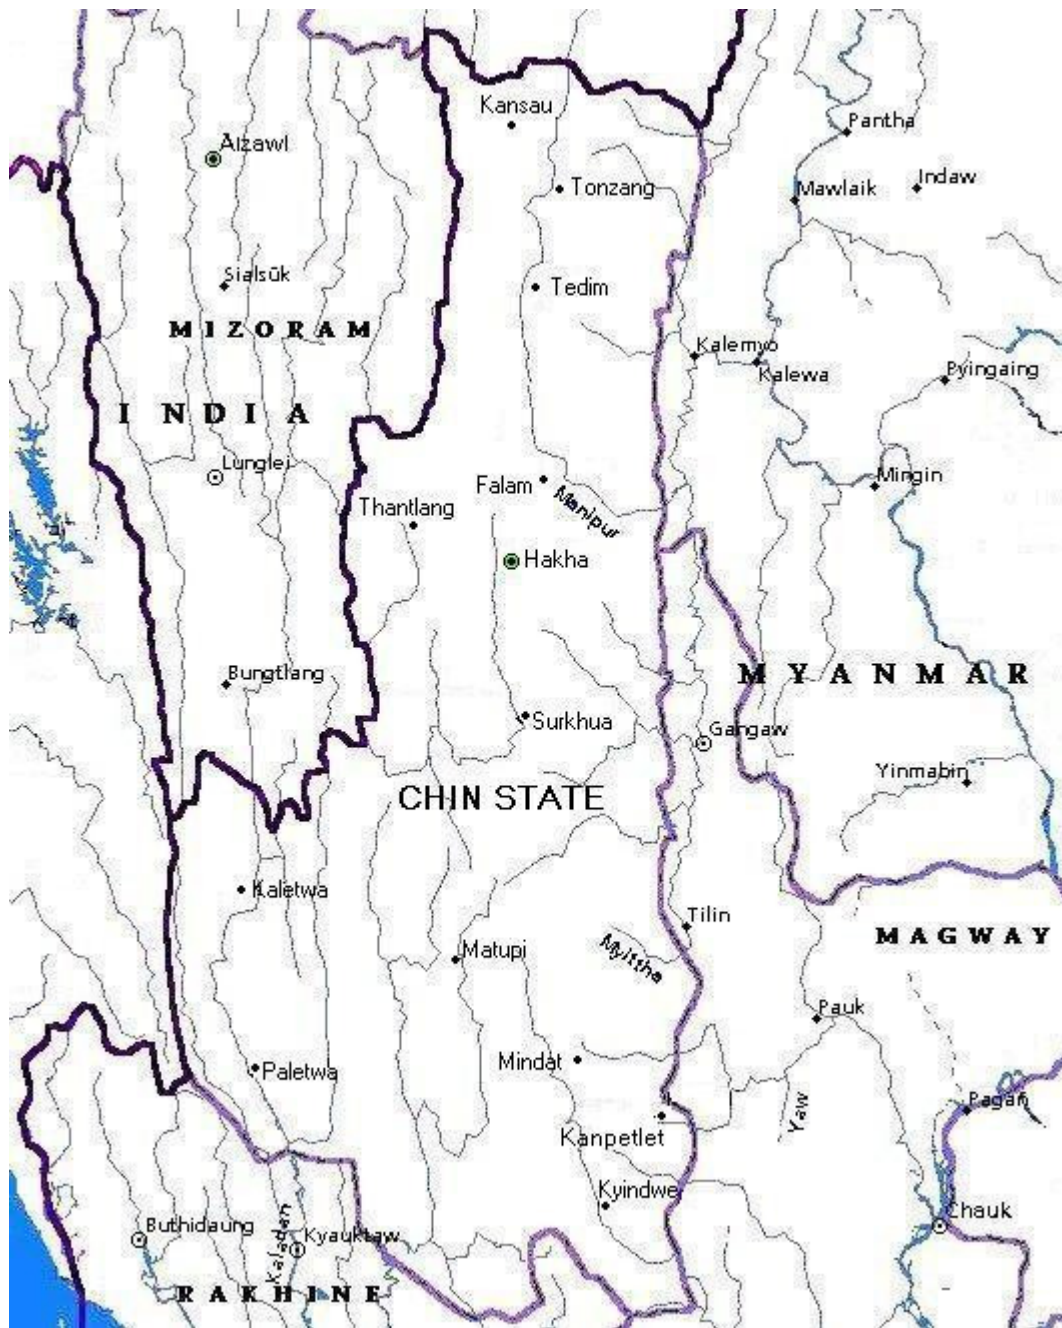 Kansau
Pantha
Aizawl
Indaw
Tonzang
Mawlaik
Sialsūk
Tedim
MIZORAM
Kalemyo
Kalewa
Pyingaing
INDIA
Lunglei
Mingin
Falam
Manipur
Thantlang
Hakha
Bungtlang
MYANMAR
Surkhua
Gangaw
Yinmabin
CHIN STATE
Kaletwa
Tilin
MAGWAY
Matupi
Myittha
Pauk
Mindat
Paletwa
Pagan
Yaw
Kanpetlet
Kyindwe
Chauk
Buthidaung
Kaladan
Kyauktaw
RAKHINE